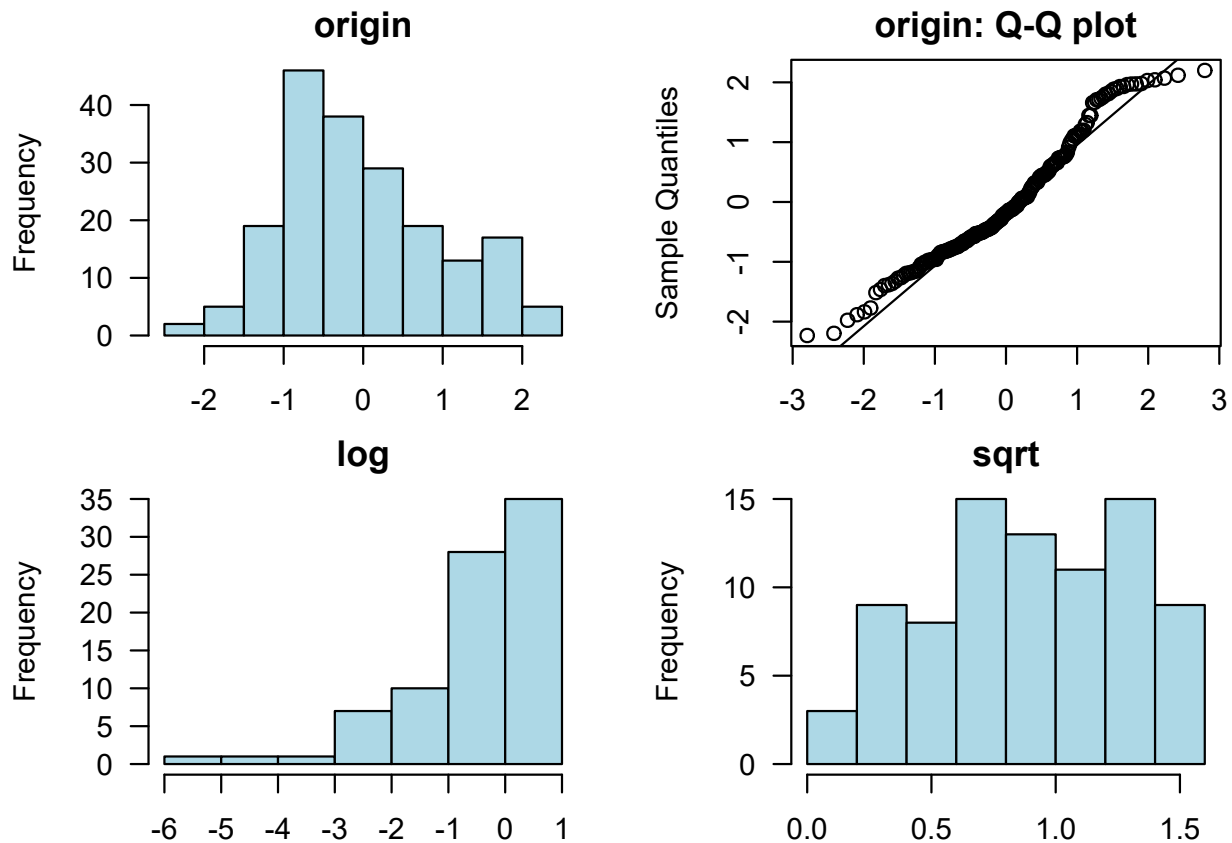 origin
Frequency
40
30
20
10
0
-2 -1 0 1 2
origin: Q-Q plot
Sample Quantiles
2
1
0
-1
-2
-3 -2 -1 0 1 2 3
log
Frequency
35
30
25
20
15
10
5
0
-6 -5 -4 -3 -2 -1 0 1
sqrt
Frequency
15
10
5
0
0.0 0.5 1.0 1.5